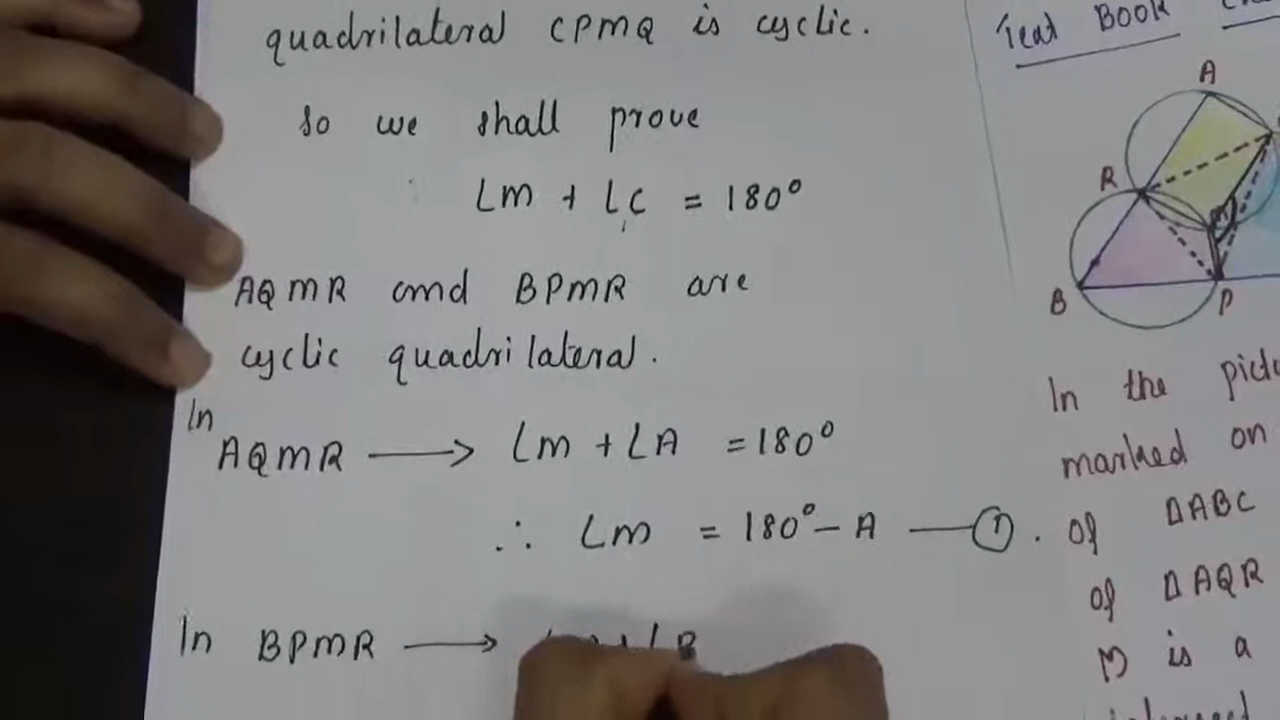 quadrilateral CPMQ is cyclic.
so we shall prove
∠M + ∠C = 180°
AQMR and BPMR are
cyclic quadrilateral.
In
AQMR ⟶ ∠M + ∠A = 180°
∴ ∠M = 180° - A —①.
In BPMR ⟶
Text Book
A
R
M
B
P
In the
marked on
of ΔABC
of ΔAQR
M is a